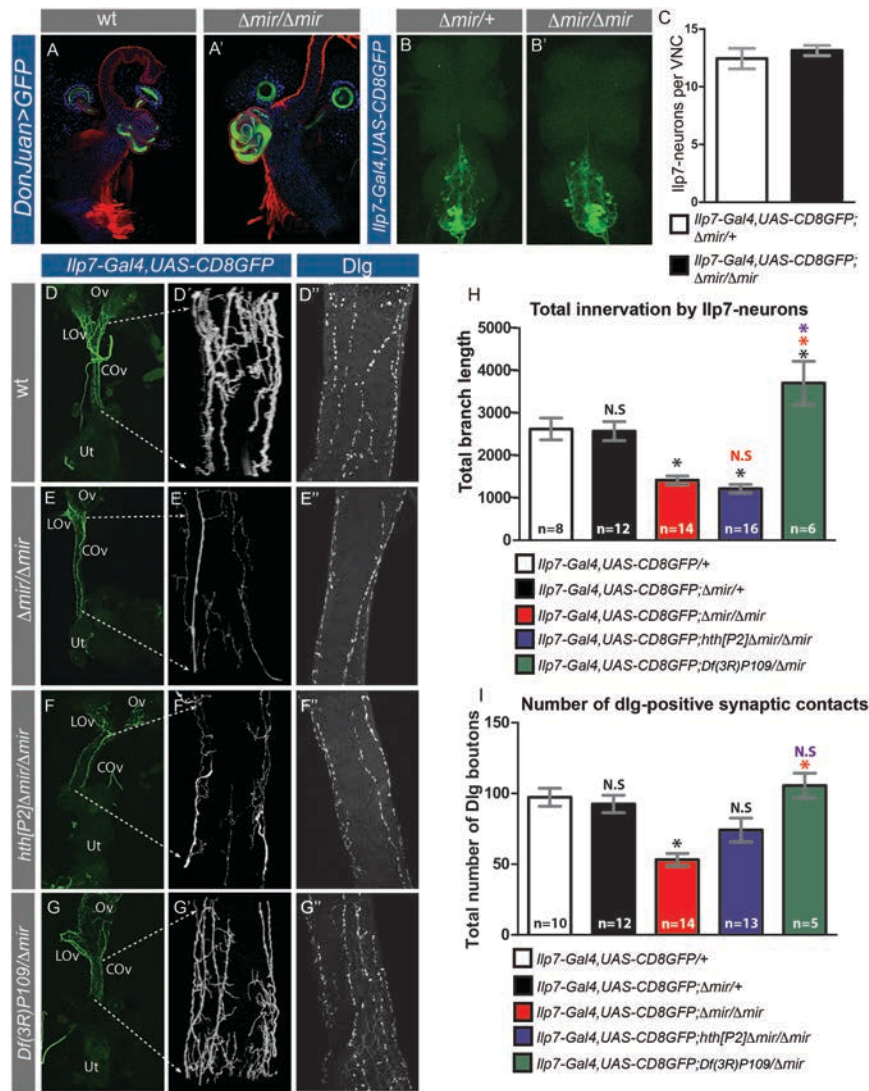 wt
Δmir/Δmir
Δmir/+
Δmir/Δmir
C
DonJuan>GFP
A
A'
Ilp7-Gal4,UAS-CD8GFP
B
B'
Ilp7-neurons per VNC
15
10
5
0
Ilp7-Gal4,UAS-CD8GFP;
Δmir/+
Ilp7-Gal4,UAS-CD8GFP;
Δmir/Δmir
Ilp7-Gal4,UAS-CD8GFP
Dlg
wt
D
Ov
LOv
COv
Ut
D'
D''
Δmir/Δmir
E
Ov
LOv
COv
Ut
E'
E''
hth[P2]Δmir/Δmir
F
Ov
LOv
COv
Ut
F'
F''
Df(3R)P109/Δmir
G
Ov
LOv
COv
Ut
G'
G''
H
Total innervation by Ilp7-neurons
Total branch length
5000
4000
3000
2000
1000
0
N.S
*
N.S
*
*
* *
n=8
n=12
n=14
n=16
n=6
Ilp7-Gal4,UAS-CD8GFP/+
Ilp7-Gal4,UAS-CD8GFP;Δmir/+
Ilp7-Gal4,UAS-CD8GFP;Δmir/Δmir
Ilp7-Gal4,UAS-CD8GFP;hth[P2]Δmir/Δmir
Ilp7-Gal4,UAS-CD8GFP;Df(3R)P109/Δmir
I
Number of dlg-positive synaptic contacts
Total number of Dlg boutons
150
100
50
0
N.S
*
N.S
N.S
*
n=10
n=12
n=14
n=13
n=5
Ilp7-Gal4,UAS-CD8GFP/+
Ilp7-Gal4,UAS-CD8GFP;Δmir/+
Ilp7-Gal4,UAS-CD8GFP;Δmir/Δmir
Ilp7-Gal4,UAS-CD8GFP;hth[P2]Δmir/Δmir
Ilp7-Gal4,UAS-CD8GFP;Df(3R)P109/Δmir